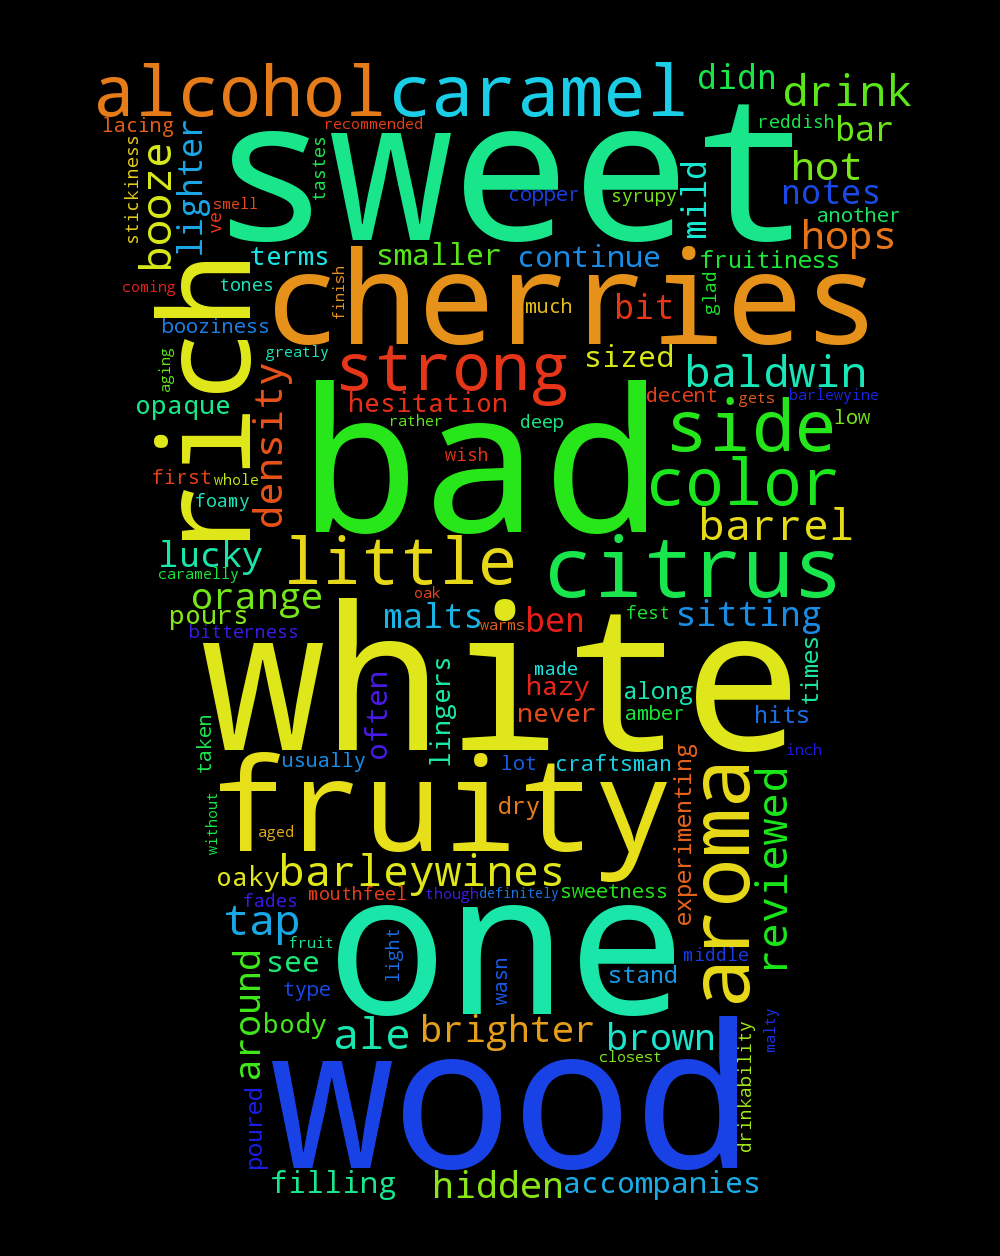 alcohol caramel didn drink
lacing recommended reddish bar
sweet
stickiness booze lighter tastes mild hot
copper syrupy notes
ve smell another
hops
terms smaller continue fruitiness
coming tones cherries glad
rich finish much bit
booziness
aging greatly strong sized baldwin
opaque density hesitation decent gets barlewyine
rather deep side low
bad
wish
first whole color
foamy
barrel
lucky little citrus
caramelly
orange oak
pours malts warms ben fest sitting
bitterness
white
often lingers made times
hazy along
never amber hits
taken usually lot craftsman inch
fruity
without dry experimenting aroma reviewed
aged
oaky barleywines
fades mouthfeel though definitely sweetness
tap one
fruit light middle
around see wasn stand
type
body ale brighter brown malty
closest
wood
poured drinkability
filling hidden accompanies